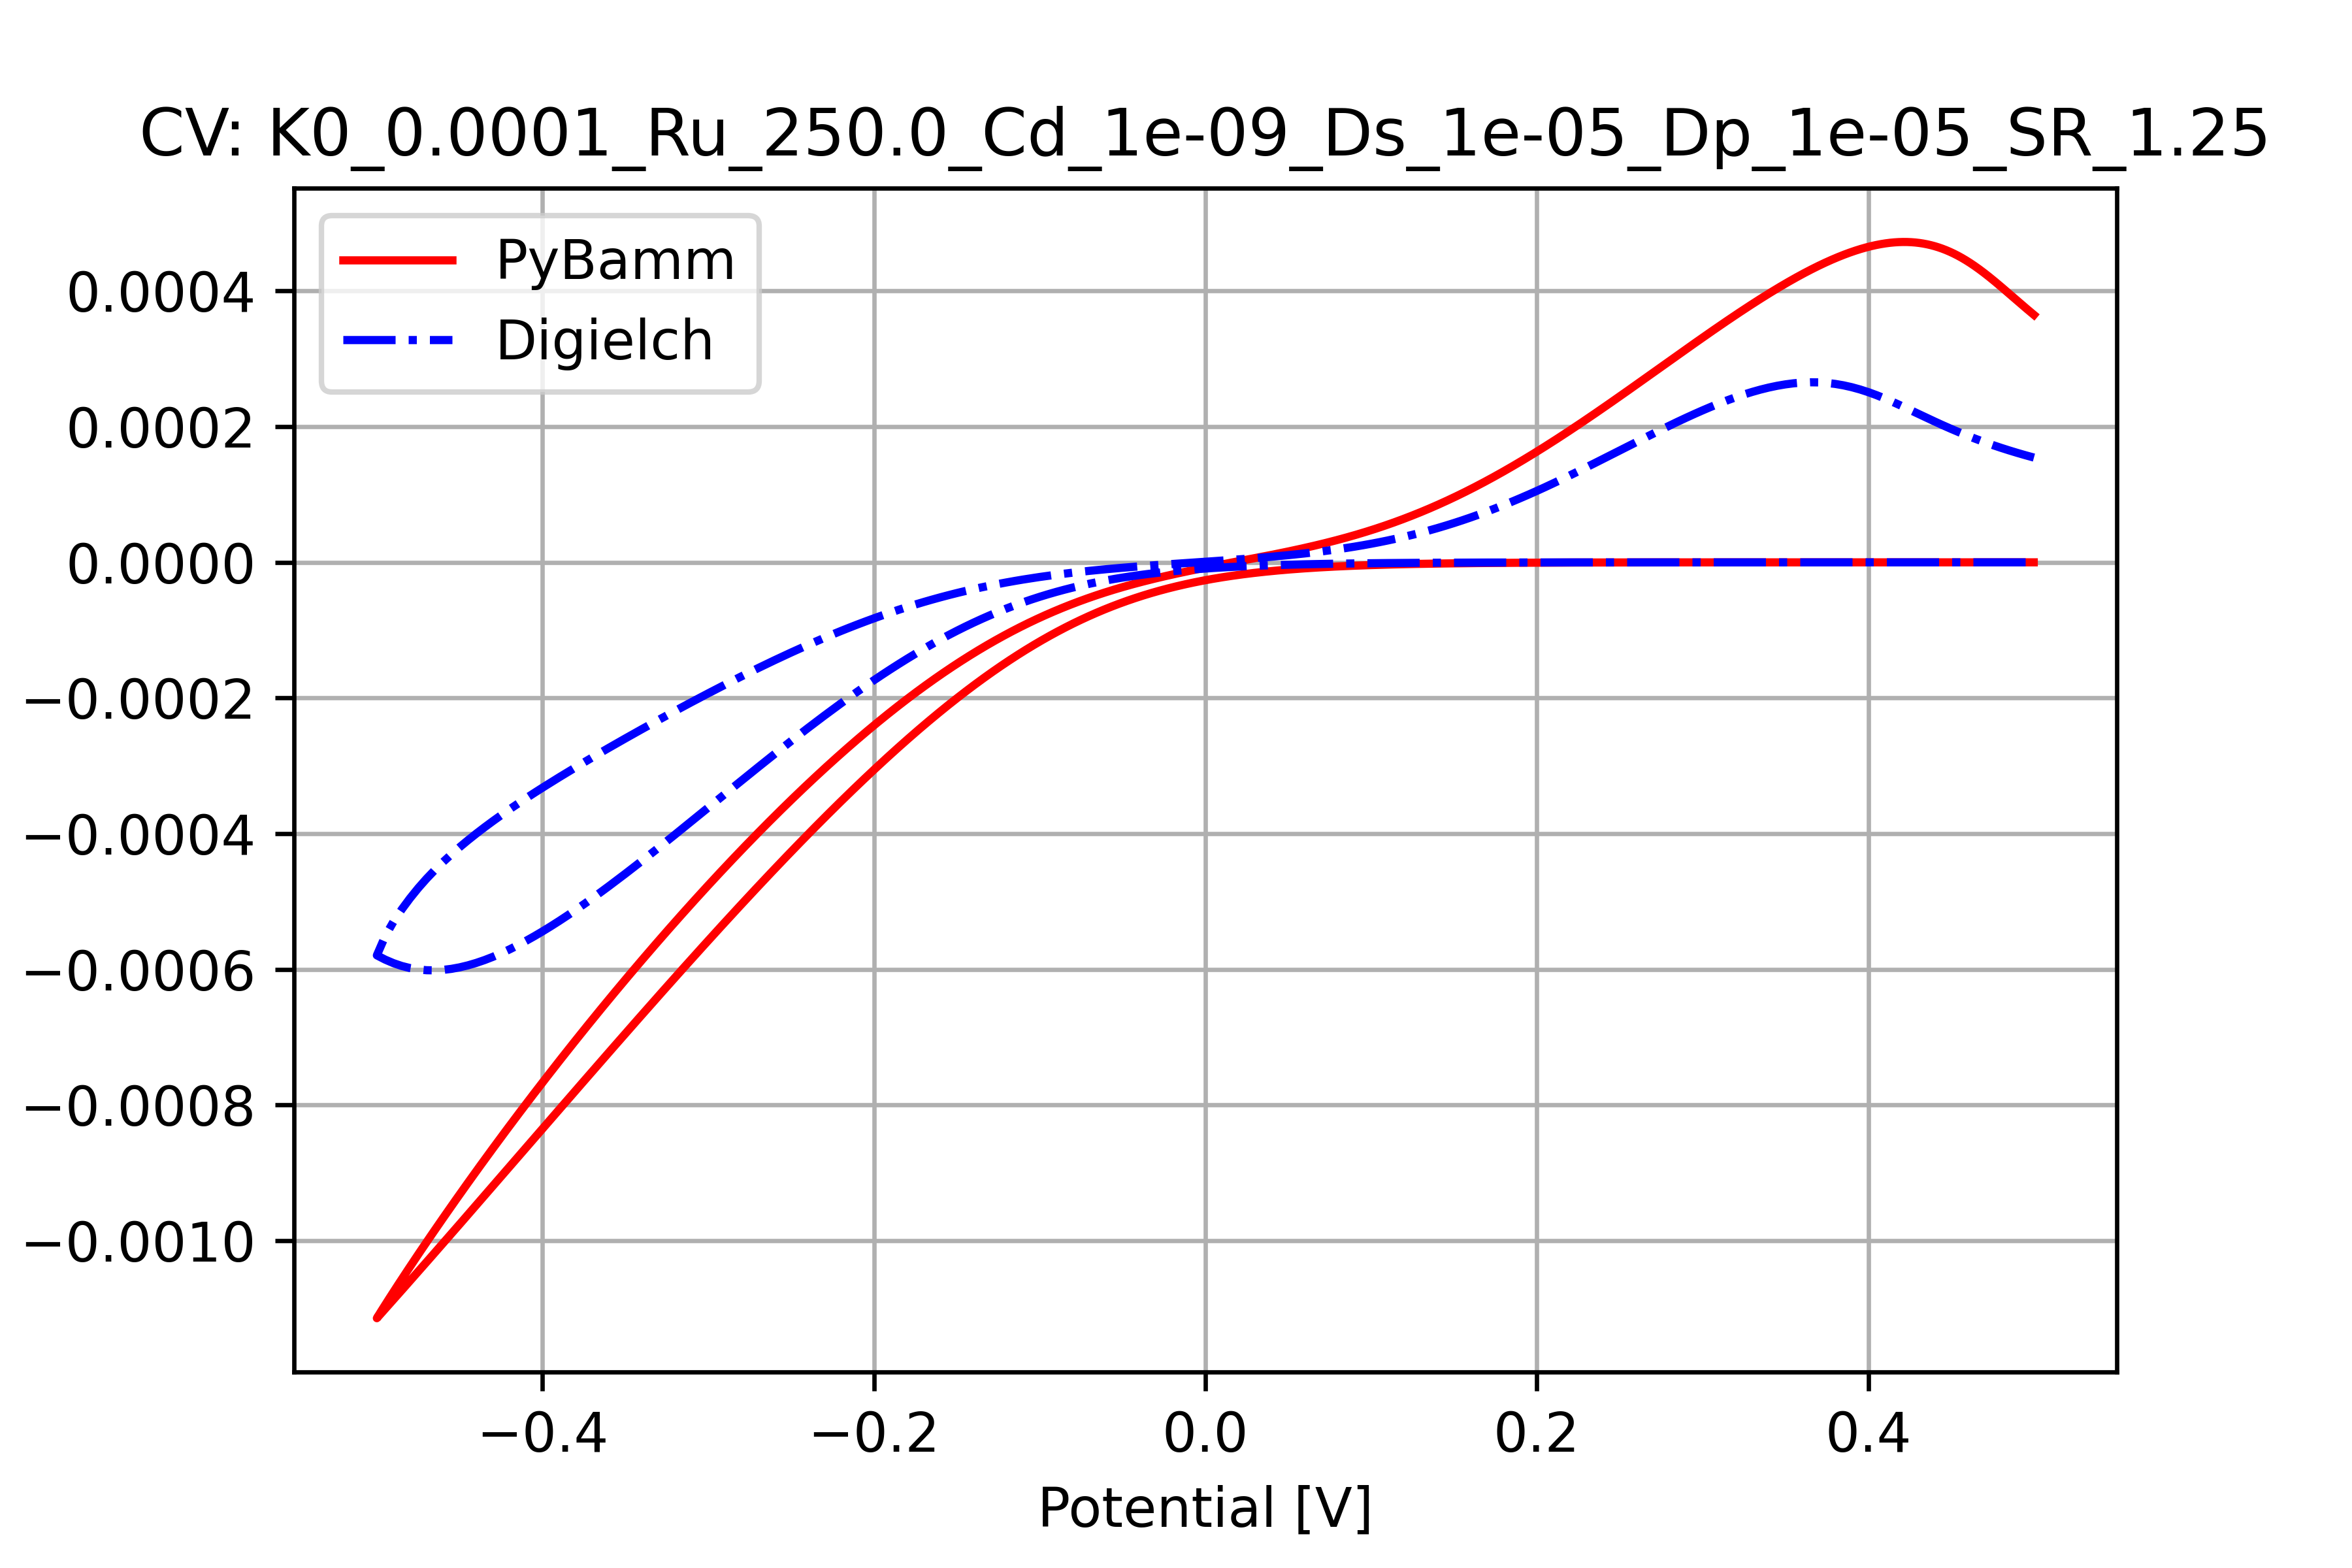 CV: K0_0.0001_Ru_250.0_Cd_1e-09_Ds_1e-05_Dp_1e-05_SR_1.25
PyBamm
Digielch
0.0004
0.0002
0.0000
−0.0002
−0.0004
−0.0006
−0.0008
−0.0010
−0.4 −0.2 0.0 0.2 0.4
Potential [V]